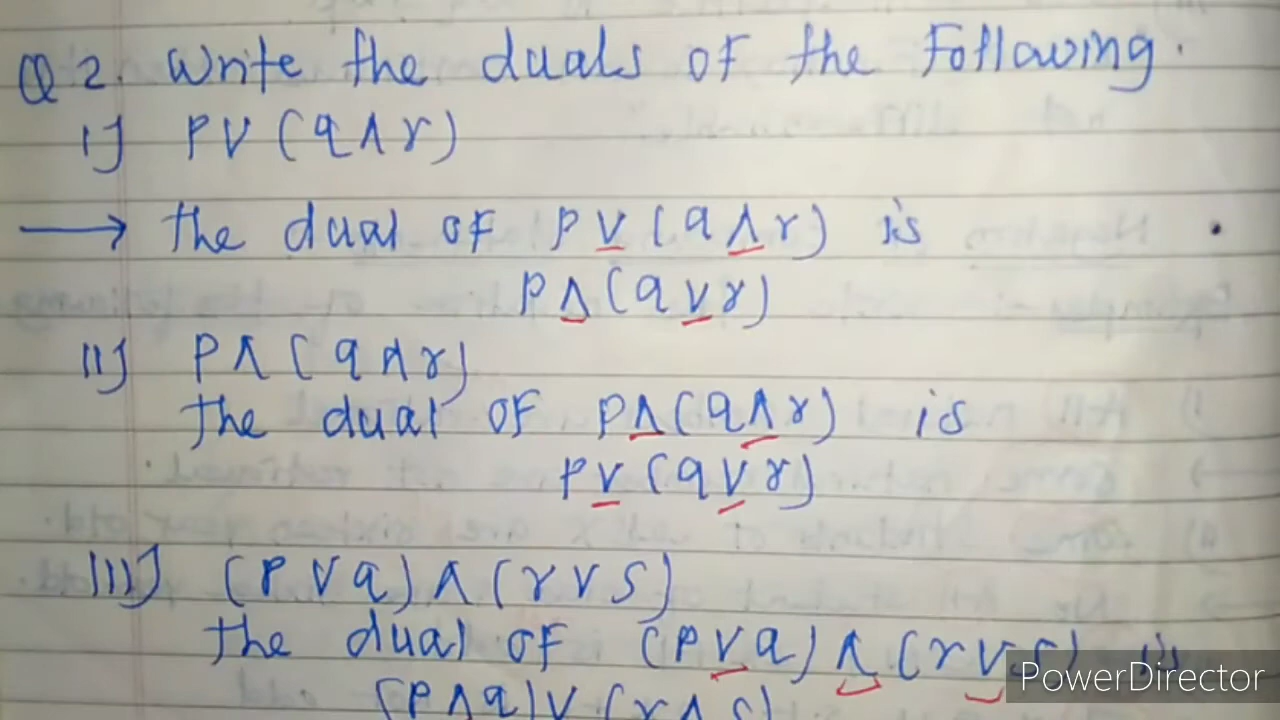 Q 2. Write the duals of the following.
i] p∨(q∧r)
→ the dual of p∨(q∧r) is
p∧(q∨r)
ii] p∧(q∧r)
the dual of p∧(q∧r) is
p∨(q∨r)
iii] (p∨q)∧(r∨s)
the dual of (p∨q)∧(r∨s) is
(p∧q)∨(r∧s)
PowerDirector